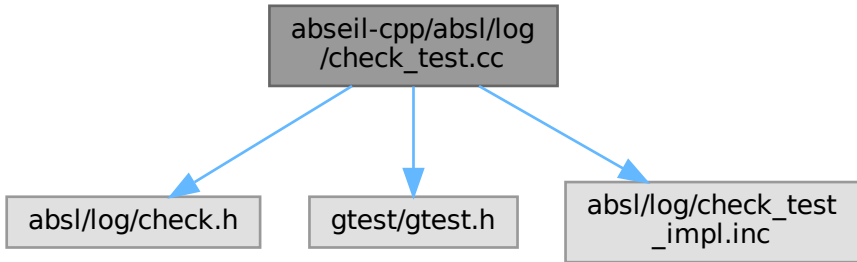 abseil-cpp/absl/log
/check_test.cc
absl/log/check.h
gtest/gtest.h
absl/log/check_test
_impl.inc